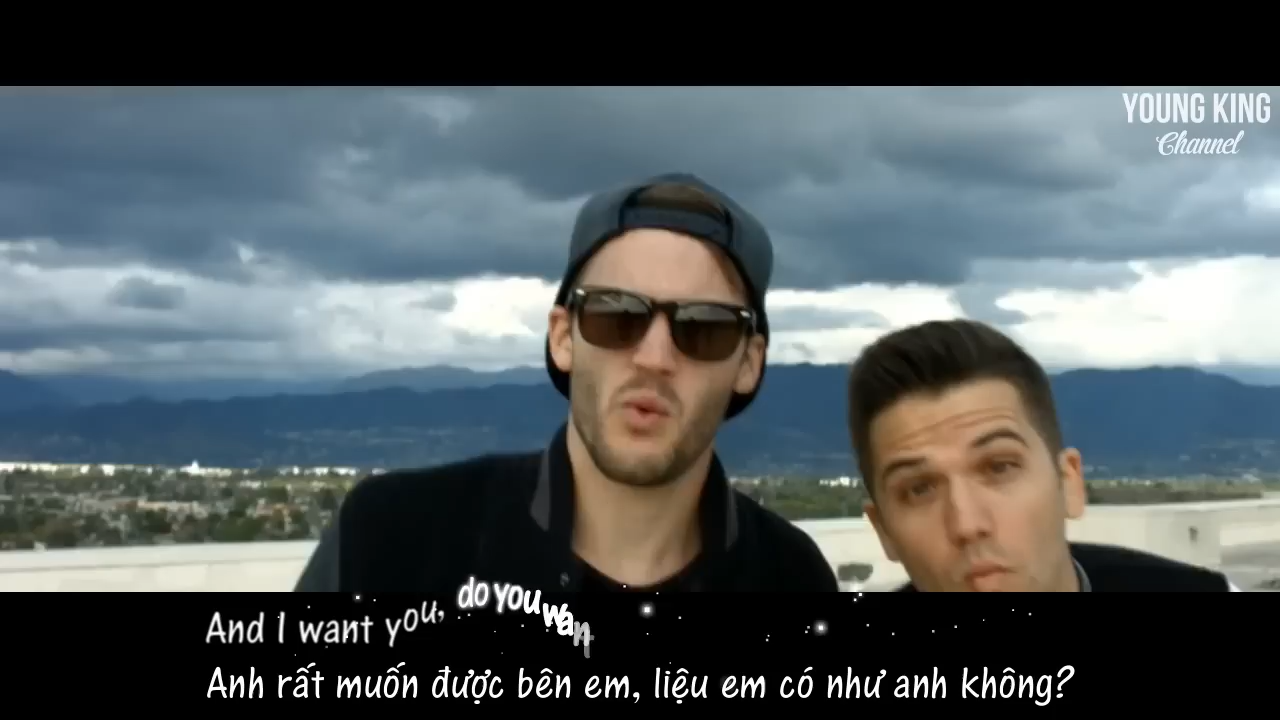 YOUNG KING
Channel
And I want you, do you want
Anh rất muốn được bên em, liệu em có như anh không?